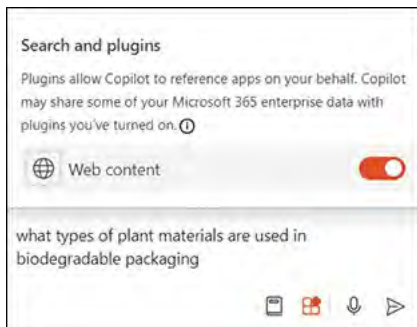 Search and plugins
Plugins allow Copilot to reference apps on your behalf. Copilot
may share some of your Microsoft 365 enterprise data with
plugins you've turned on.
Web content
what types of plant materials are used in
biodegradable packaging